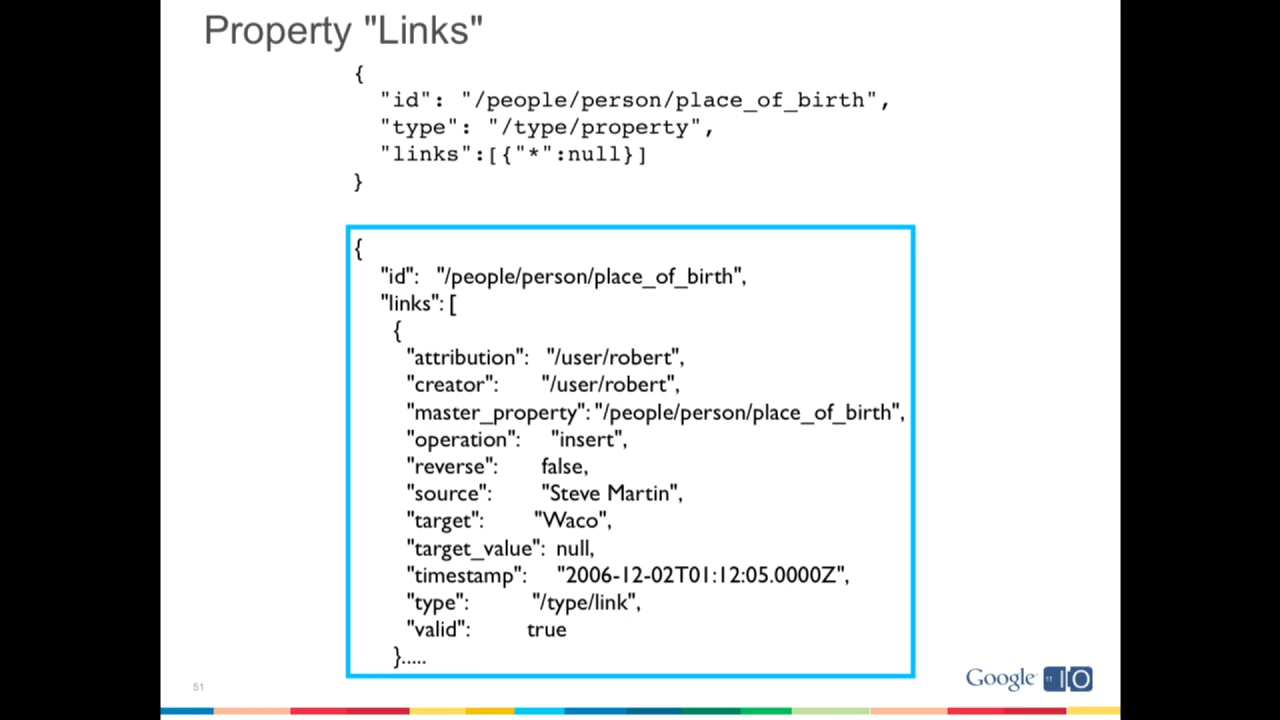 Property "Links"
{
"id": "/people/person/place_of_birth",
"type": "/type/property",
"links":[{"*":null}]
}
{
"id": "/people/person/place_of_birth",
"links": [
{
"attribution": "/user/robert",
"creator": "/user/robert",
"master_property": "/people/person/place_of_birth",
"operation": "insert",
"reverse": false,
"source": "Steve Martin",
"target": "Waco",
"target_value": null,
"timestamp": "2006-12-02T01:12:05.0000Z",
"type": "/type/link",
"valid": true
}.....
51
Google "IO